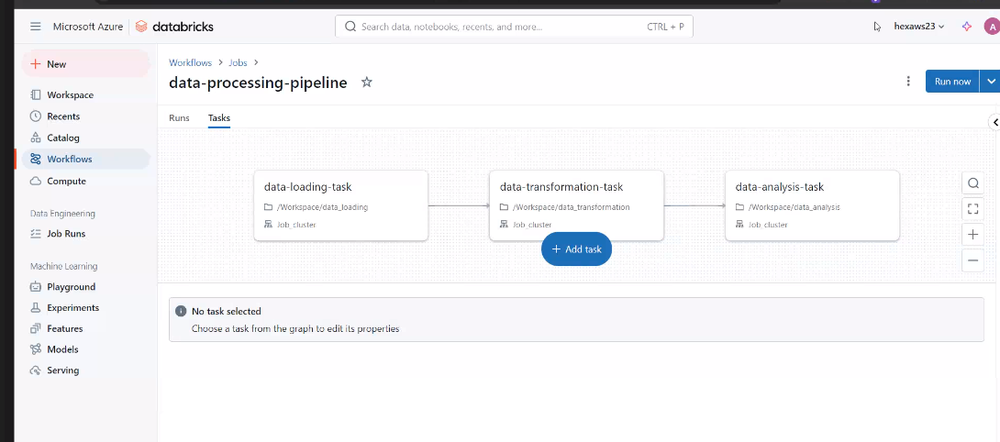 Microsoft Azure databricks Search data, notebooks, recents, and more... CTRL + P hexaws23 A
New
Workspace
Recents
Catalog
Workflows
Compute
Data Engineering
Job Runs
Machine Learning
Playground
Experiments
Features
Models
Serving
Workflows > Jobs >
data-processing-pipeline
Run now
Runs Tasks
data-loading-task
/Workspace/data_loading
Job_cluster
data-transformation-task
/Workspace/data_transformation
Job_cluster
+ Add task
data-analysis-task
/Workspace/data_analysis
Job_cluster
No task selected
Choose a task from the graph to edit its properties